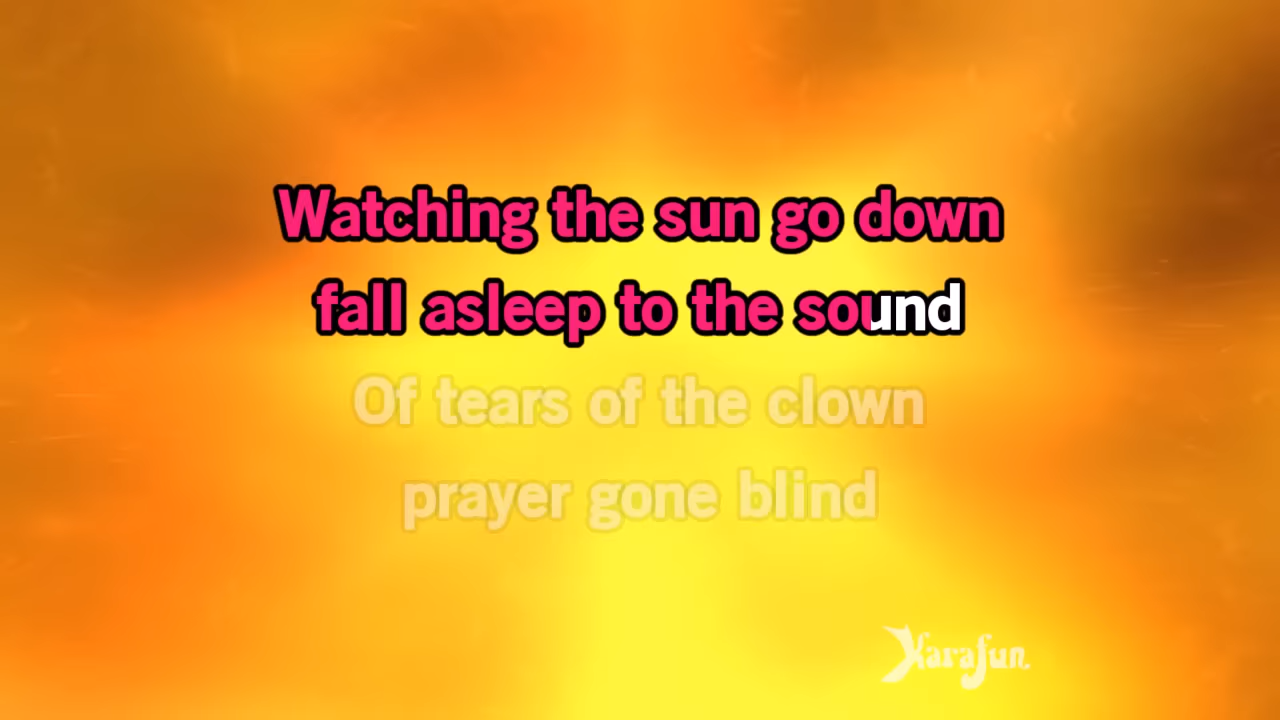 Watching the sun go down
fall asleep to the sound
Of tears of the clown
prayer gone blind
Karafun